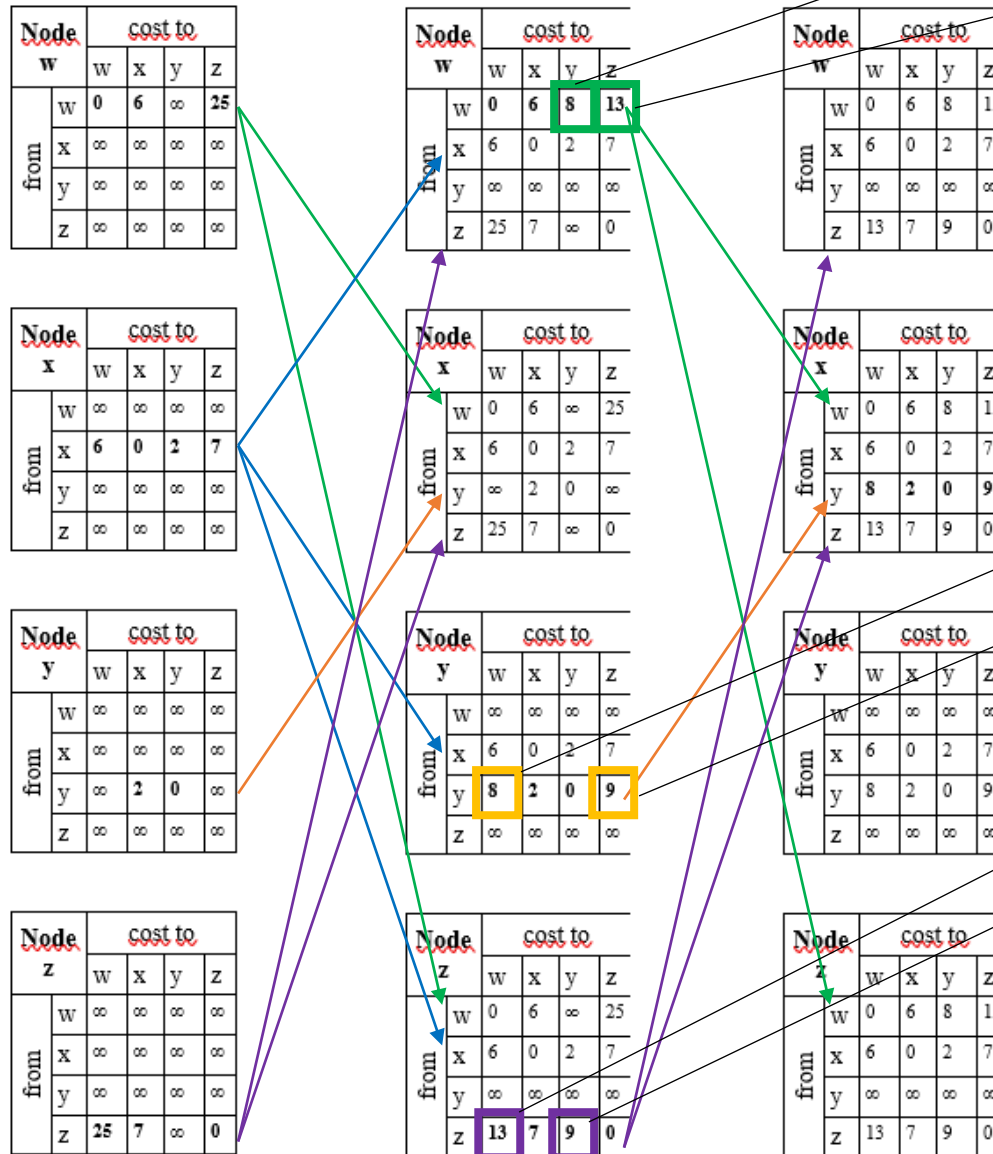 Node cost to
w w x y z
from
w 0 6 ∞ 25
x ∞ ∞ ∞ ∞
y ∞ ∞ ∞ ∞
z ∞ ∞ ∞ ∞
Node cost to
w w x y z
from
w 0 6 8 13
x 6 0 2 7
y ∞ ∞ ∞ ∞
z 25 7 ∞ 0
Node cost to
w w x y z
from
w 0 6 8 1
x 6 0 2 7
y ∞ ∞ ∞ ∞
z 13 7 9 0
Node cost to
x w x y z
from
w ∞ ∞ ∞ ∞
x 6 0 2 7
y ∞ ∞ ∞ ∞
z ∞ ∞ ∞ ∞
Node cost to
x w x y z
from
w 0 6 ∞ 25
x 6 0 2 7
y ∞ 2 0 ∞
z 25 7 ∞ 0
Node cost to
x w x y z
from
w 0 6 8 1
x 6 0 2 7
y 8 2 0 9
z 13 7 9 0
Node cost to
y w x y z
from
w ∞ ∞ ∞ ∞
x ∞ ∞ ∞ ∞
y ∞ 2 0 ∞
z ∞ ∞ ∞ ∞
Node cost to
y w x y z
from
w ∞ ∞ ∞ ∞
x 6 0 2 7
y 8 2 0 9
z ∞ ∞ ∞ ∞
Node cost to
y w x y z
from
w ∞ ∞ ∞ ∞
x 6 0 2 7
y 8 2 0 9
z ∞ ∞ ∞ ∞
Node cost to
z w x y z
from
w ∞ ∞ ∞ ∞
x ∞ ∞ ∞ ∞
y ∞ ∞ ∞ ∞
z 25 7 ∞ 0
Node cost to
z w x y z
from
w 0 6 ∞ 25
x 6 0 2 7
y ∞ ∞ ∞ ∞
z 13 7 9 0
Node cost to
z w x y z
from
w 0 6 8 1
x 6 0 2 7
y ∞ ∞ ∞ ∞
z 13 7 9 0